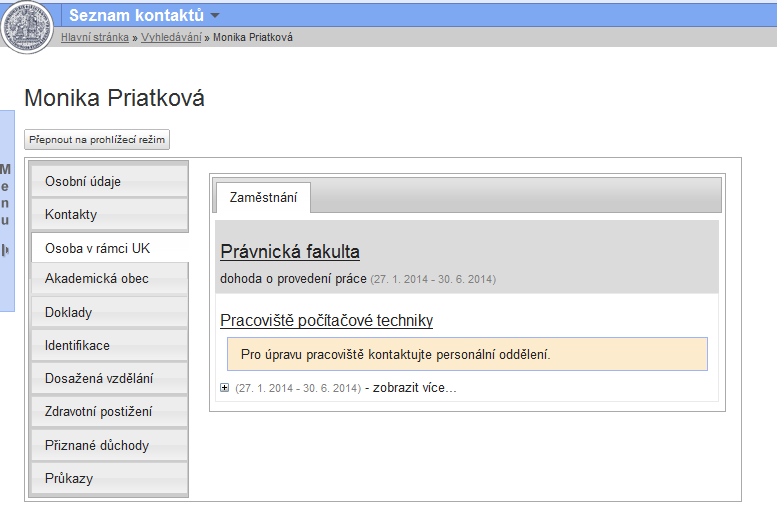 Seznam kontaktů
Hlavní stránka » Vyhledávání » Monika Priatková
Monika Priatková
Přepnout na prohlížecí režim
Menu
Osobní údaje
Kontakty
Osoba v rámci UK
Akademická obec
Doklady
Identifikace
Dosažená vzdělání
Zdravotní postižení
Přiznané důchody
Průkazy
Zaměstnání
Právnická fakulta
dohoda o provedení práce (27. 1. 2014 - 30. 6. 2014)
Pracoviště počítačové techniky
Pro úpravu pracoviště kontaktujte personální oddělení.
(27. 1. 2014 - 30. 6. 2014) - zobrazit více...